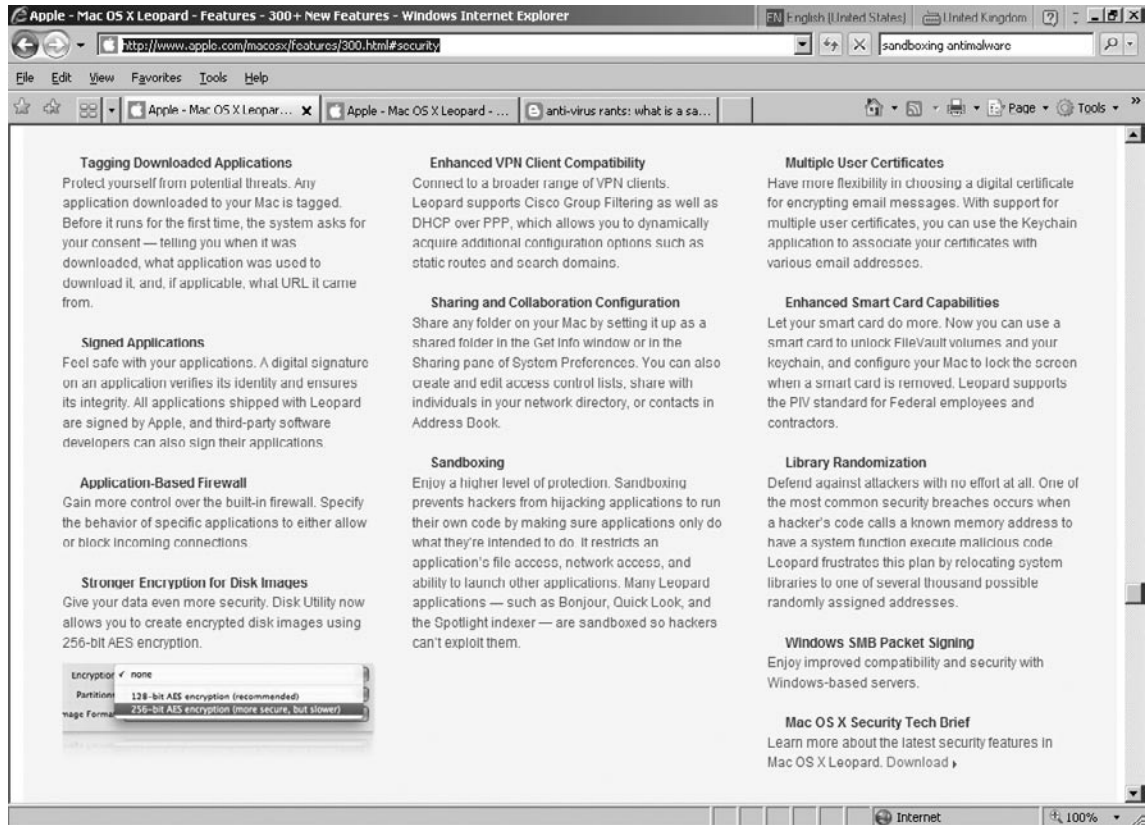 Apple - Mac OS X Leopard - Features - 300+ New Features - Windows Internet Explorer
EN English (United States)
United Kingdom
http://www.apple.com/macosx/features/300.html#security
sandboxing antimalware
File Edit View Favorites Tools Help
Apple - Mac OS X Leopar...
Apple - Mac OS X Leopard - ...
anti-virus rants: what is a sa...
Page
Tools
Tagging Downloaded Applications
Protect yourself from potential threats. Any
application downloaded to your Mac is tagged.
Before it runs for the first time, the system asks for
your consent — telling you when it was
downloaded, what application was used to
download it, and, if applicable, what URL it came
from.
Signed Applications
Feel safe with your applications. A digital signature
on an application verifies its identity and ensures
its integrity. All applications shipped with Leopard
are signed by Apple, and third-party software
developers can also sign their applications.
Application-Based Firewall
Gain more control over the built-in firewall. Specify
the behavior of specific applications to either allow
or block incoming connections.
Stronger Encryption for Disk Images
Give your data even more security. Disk Utility now
allows you to create encrypted disk images using
256-bit AES encryption.
Encryption ✓ none
Partitions 128-bit AES encryption (recommended)
mage Forma 256-bit AES encryption (more secure, but slower)
Enhanced VPN Client Compatibility
Connect to a broader range of VPN clients.
Leopard supports Cisco Group Filtering as well as
DHCP over PPP, which allows you to dynamically
acquire additional configuration options such as
static routes and search domains.
Sharing and Collaboration Configuration
Share any folder on your Mac by setting it up as a
shared folder in the Get Info window or in the
Sharing pane of System Preferences. You can also
create and edit access control lists, share with
individuals in your network directory, or contacts in
Address Book.
Sandboxing
Enjoy a higher level of protection. Sandboxing
prevents hackers from hijacking applications to run
their own code by making sure applications only do
what they're intended to do. It restricts an
application's file access, network access, and
ability to launch other applications. Many Leopard
applications — such as Bonjour, Quick Look, and
the Spotlight indexer — are sandboxed so hackers
can't exploit them.
Multiple User Certificates
Have more flexibility in choosing a digital certificate
for encrypting email messages. With support for
multiple user certificates, you can use the Keychain
application to associate your certificates with
various email addresses.
Enhanced Smart Card Capabilities
Let your smart card do more. Now you can use a
smart card to unlock FileVault volumes and your
keychain, and configure your Mac to lock the screen
when a smart card is removed. Leopard supports
the PIV standard for Federal employees and
contractors.
Library Randomization
Defend against attackers with no effort at all. One of
the most common security breaches occurs when
a hacker's code calls a known memory address to
have a system function execute malicious code.
Leopard frustrates this plan by relocating system
libraries to one of several thousand possible
randomly assigned addresses.
Windows SMB Packet Signing
Enjoy improved compatibility and security with
Windows-based servers.
Mac OS X Security Tech Brief
Learn more about the latest security features in
Mac OS X Leopard. Download
Internet
100%